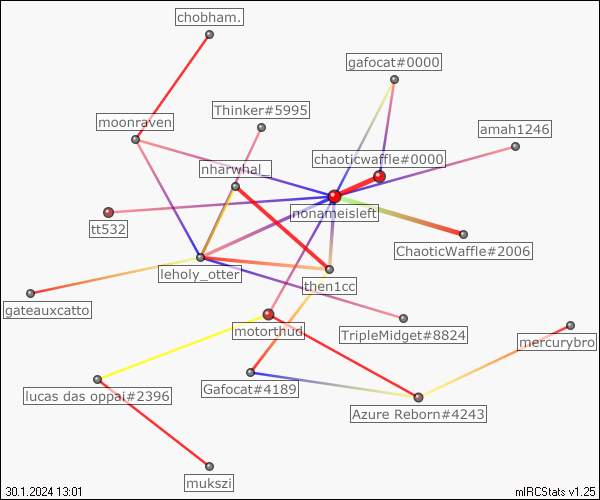 chobham.
gafocat#0000
Thinker#5995
moonraven
amah1246
chaoticwaffle#0000
nharwhal_
nonameisleft
tt532
ChaoticWaffle#2006
leholy_otter
then1cc
gateauxcatto
motorthud
TripleMidget#8824
mercurybro
Gafocat#4189
lucas das oppai#2396
Azure Reborn#4243
mukszi
30.1.2024 13:01
mIRCStats v1.25